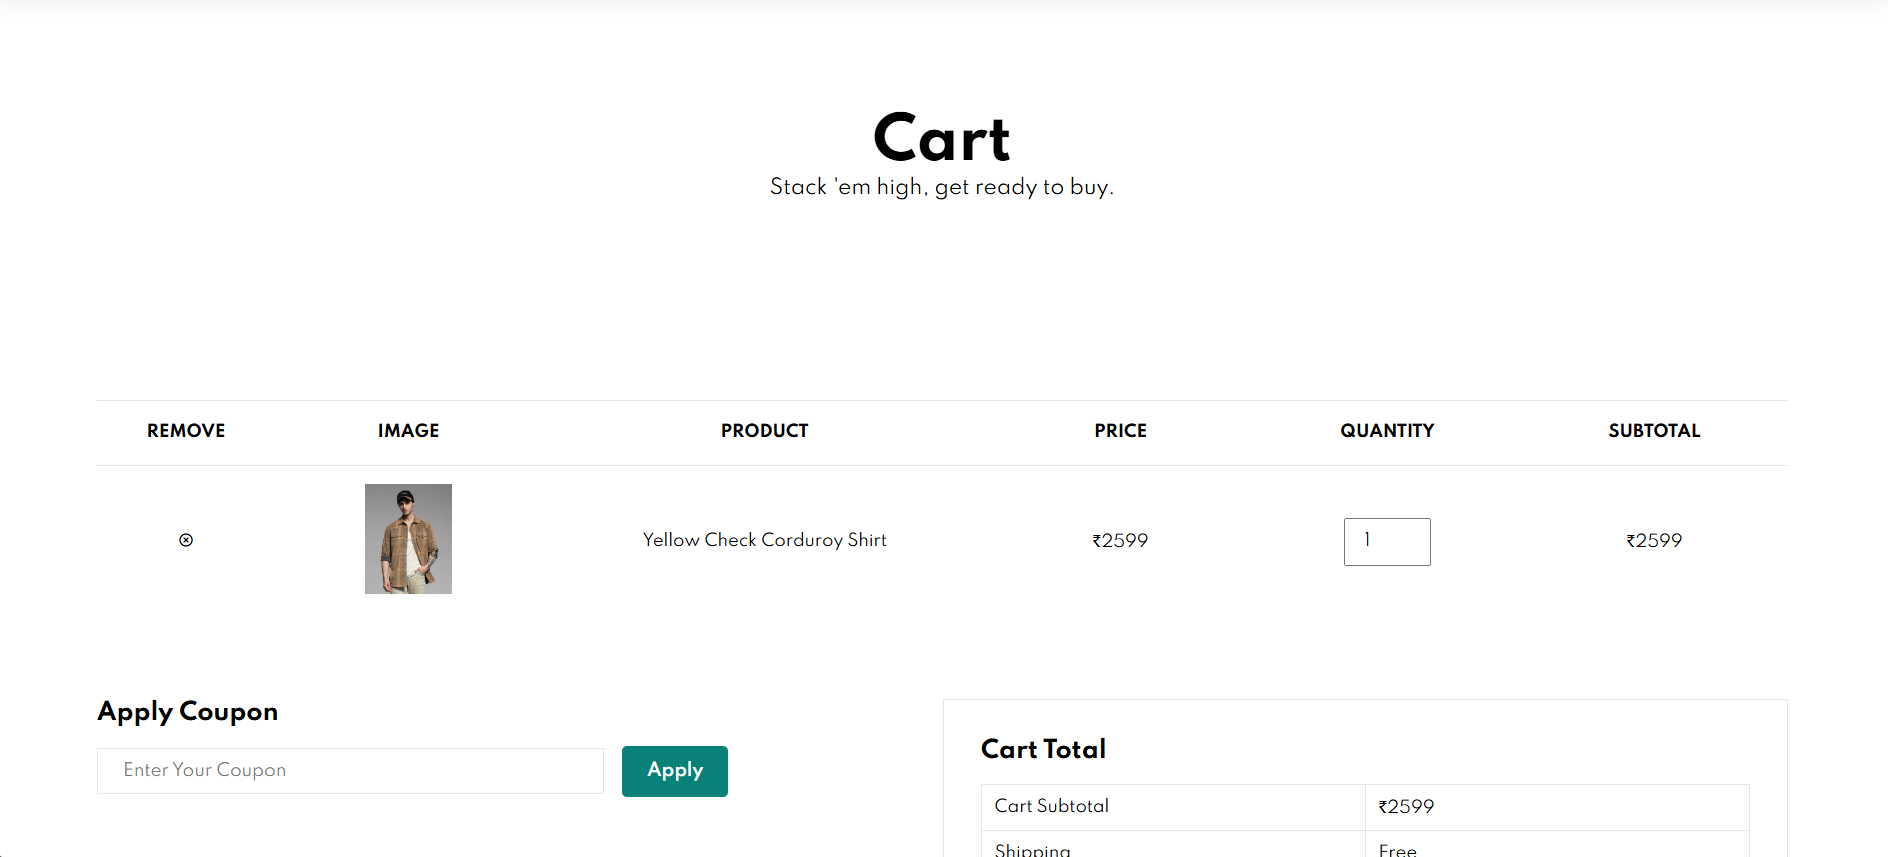 Cart
Stack 'em high, get ready to buy.
REMOVE IMAGE PRODUCT PRICE QUANTITY SUBTOTAL
Yellow Check Corduroy Shirt ₹2599 1 ₹2599
Apply Coupon
Enter Your Coupon Apply
Cart Total
Cart Subtotal ₹2599
Shipping Free